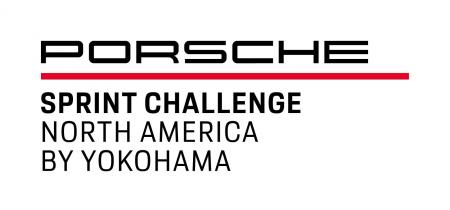 PORSCHE
SPRINT CHALLENGE
NORTH AMERICA
BY YOKOHAMA